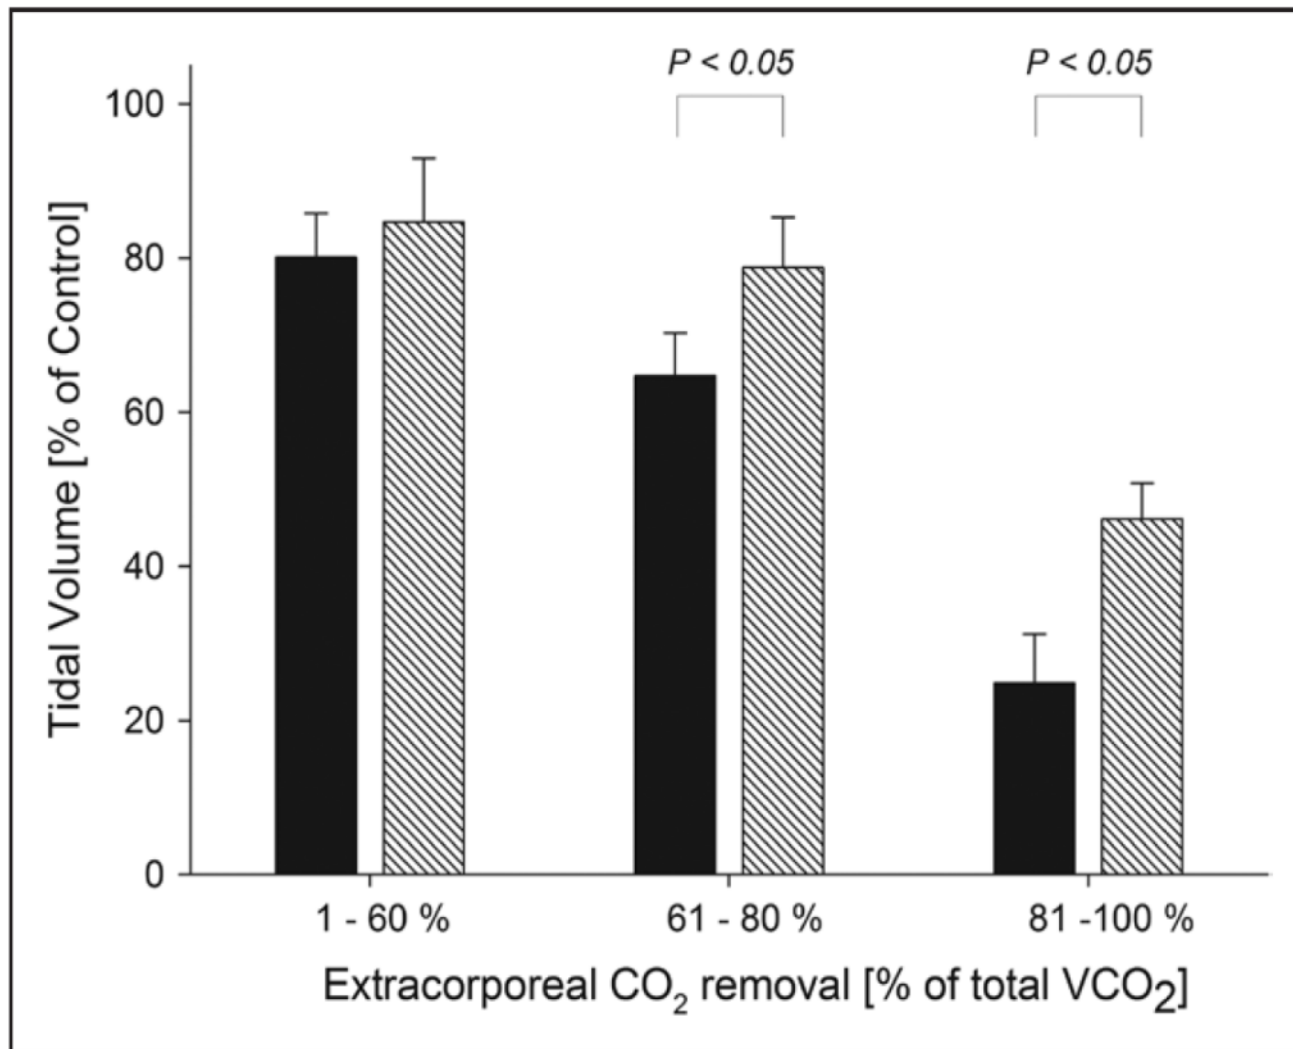 P < 0.05
P < 0.05
100
80
60
40
20
0
Tidal Volume [% of Control]
1 - 60 %
61 - 80 %
81 -100 %
Extracorporeal CO₂ removal [% of total VCO2]